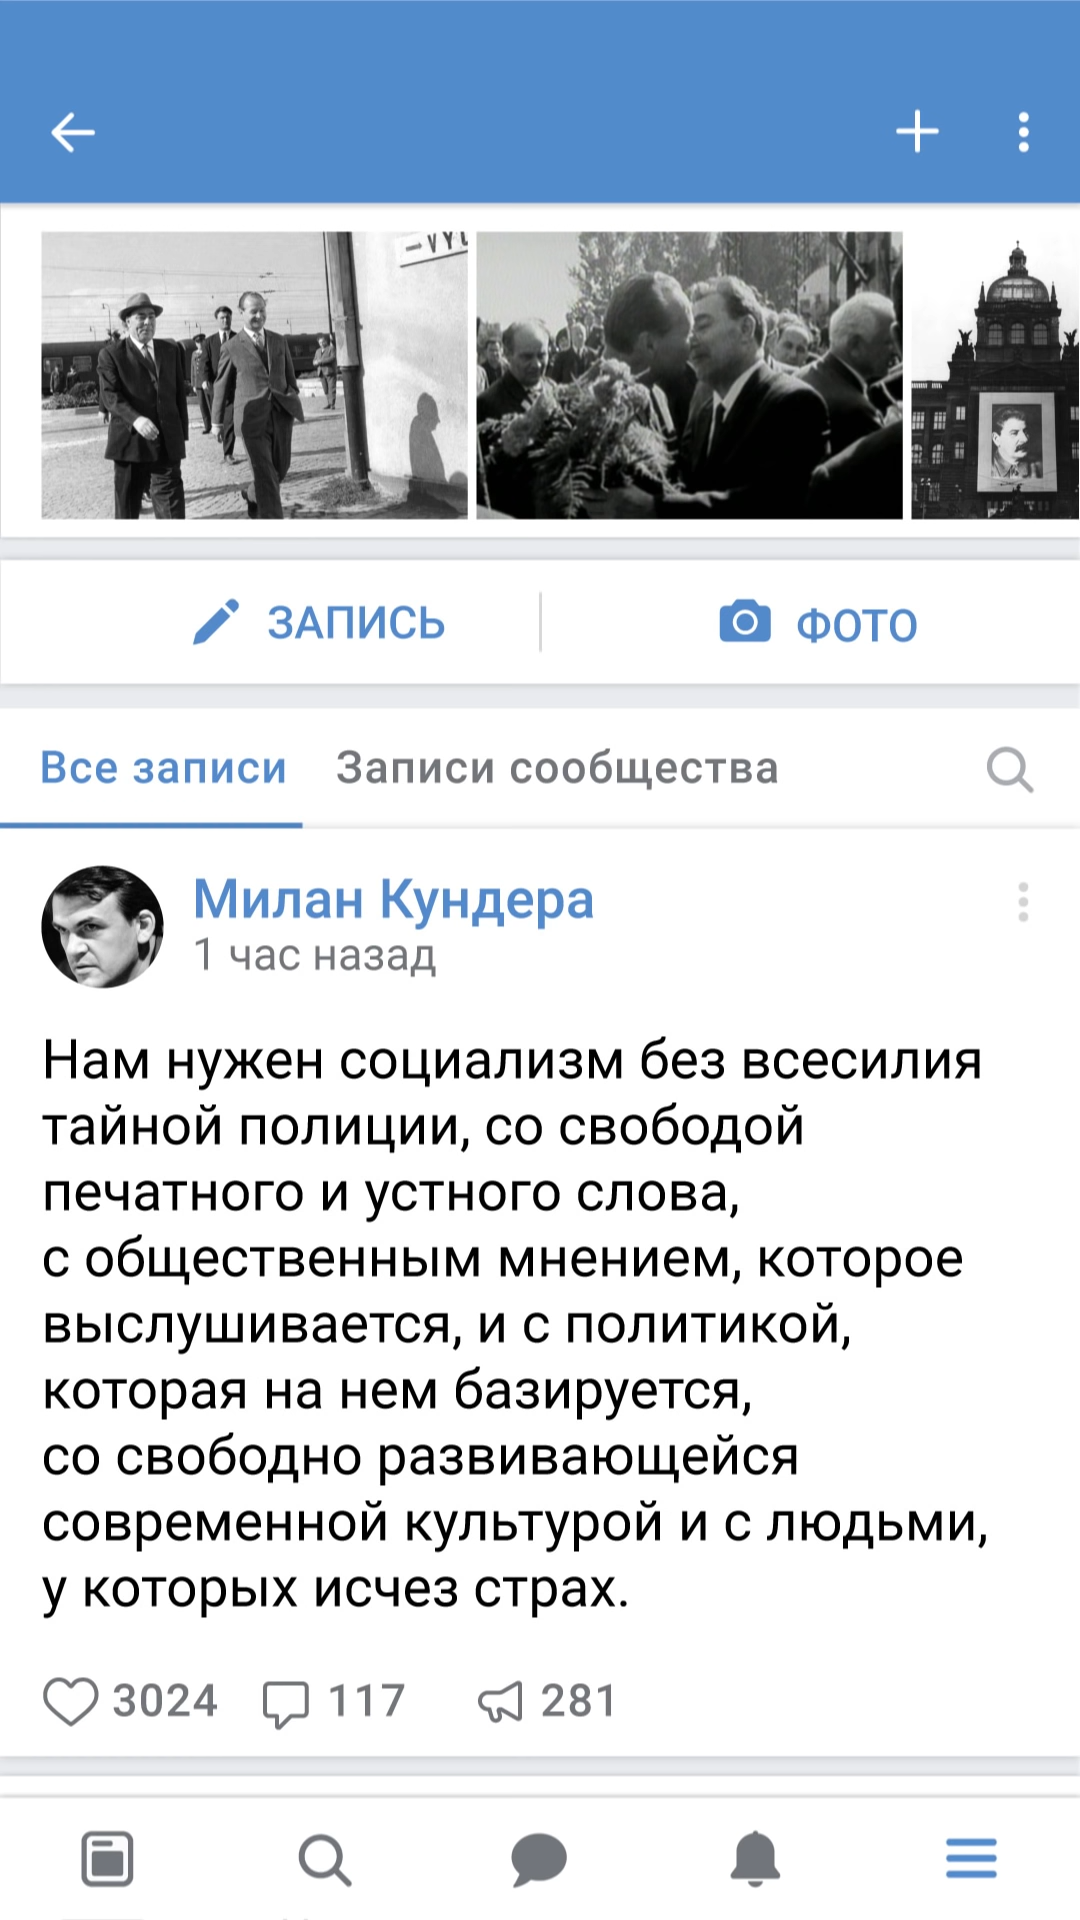 ЗАПИСЬ
ФОТО
Все записи
Записи сообщества
Милан Кундера
1 час назад
Нам нужен социализм без всесилия
тайной полиции, со свободой
печатного и устного слова,
с общественным мнением, которое
выслушивается, и с политикой,
которая на нем базируется,
со свободно развивающейся
современной культурой и с людьми,
у которых исчез страх.
3024
117
281